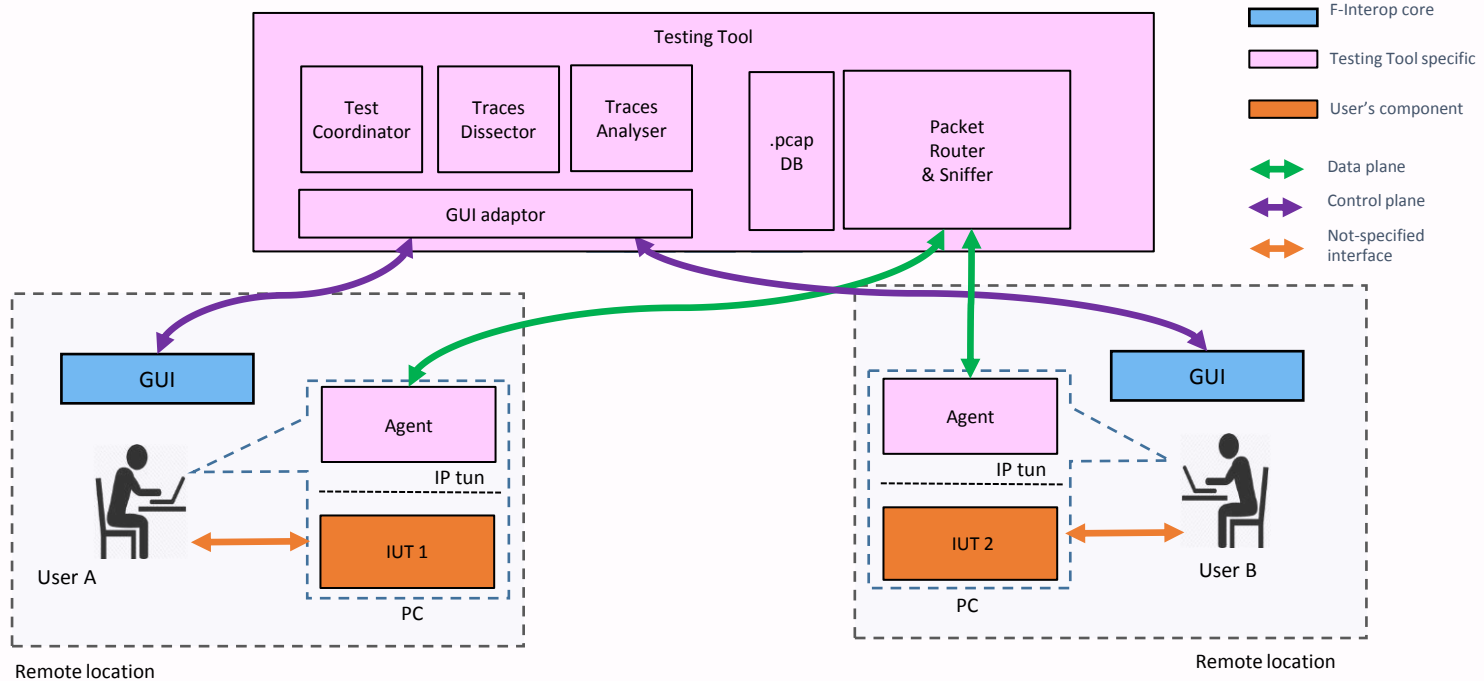 Testing Tool
Test
Coordinator
Traces
Dissector
Traces
Analyser
.pcap
DB
Packet
Router
& Sniffer
GUI adaptor
F-Interop core
Testing Tool specific
User's component
Data plane
Control plane
Not-specified
interface
GUI
Agent
IP tun
IUT 1
PC
User A
Remote location
GUI
Agent
IP tun
IUT 2
PC
User B
Remote location